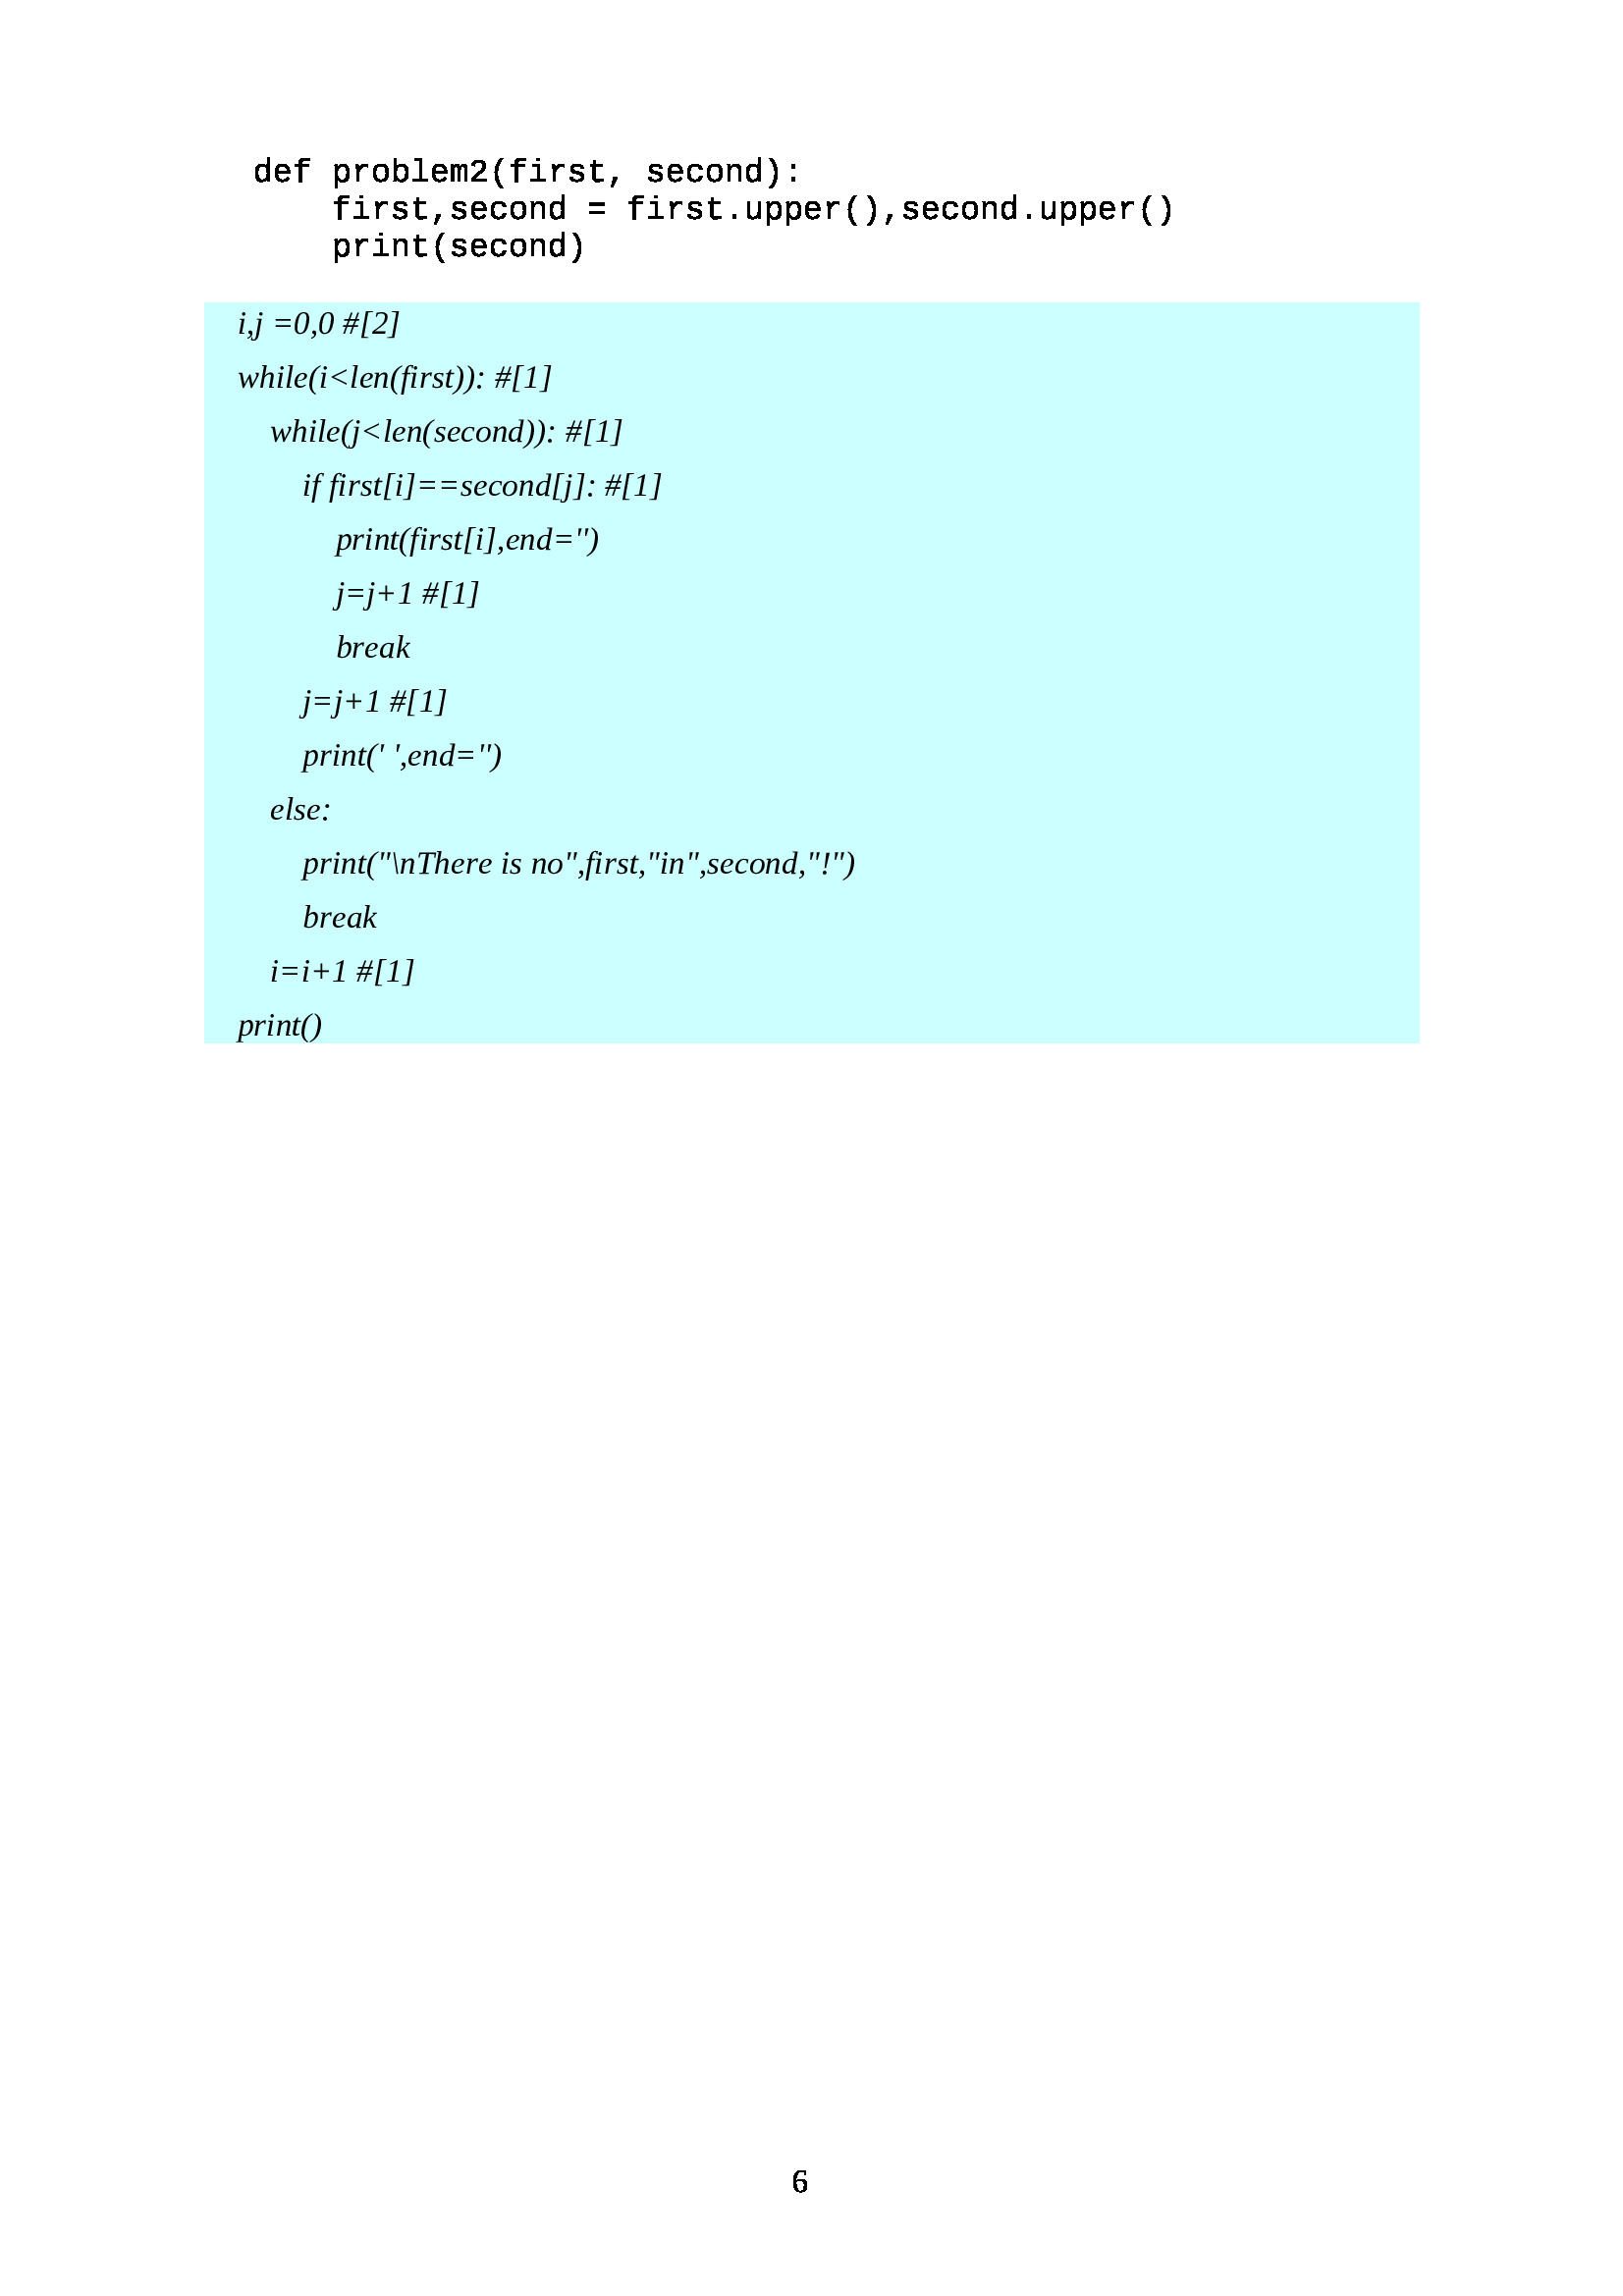 def problem2(first, second):
    first,second = first.upper(),second.upper()
    print(second)
i,j =0,0 #[2]
while(i<len(first)): #[1]
    while(j<len(second)): #[1]
        if first[i]==second[j]: #[1]
            print(first[i],end='')
            j=j+1 #[1]
            break
        j=j+1 #[1]
        print(' ',end='')
    else:
        print("\nThere is no",first,"in",second,"!")
        break
    i=i+1 #[1]
print()
6